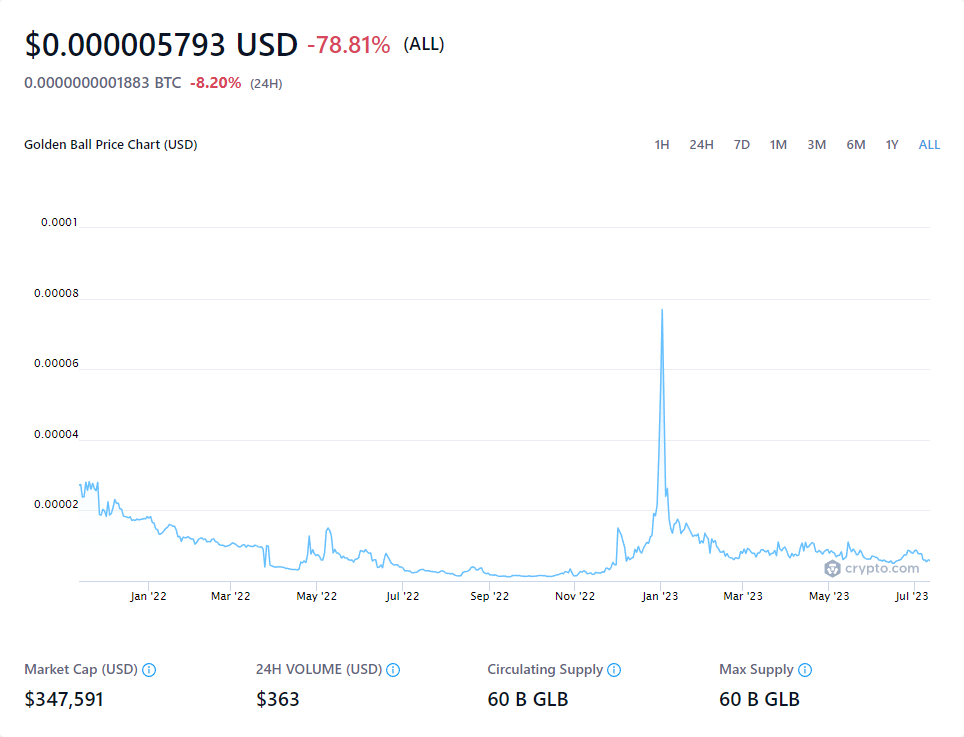 $0.000005793 USD -78.81% (ALL)
0.0000000001883 BTC -8.20% (24H)
Golden Ball Price Chart (USD) 1H 24H 7D 1M 3M 6M 1Y ALL
0.0001
0.00008
0.00006
0.00004
0.00002
crypto.com
Jan '22 Mar '22 May '22 Jul '22 Sep '22 Nov '22 Jan '23 Mar '23 May '23 Jul '23
Market Cap (USD) 24H VOLUME (USD) Circulating Supply Max Supply
$347,591 $363 60 B GLB 60 B GLB